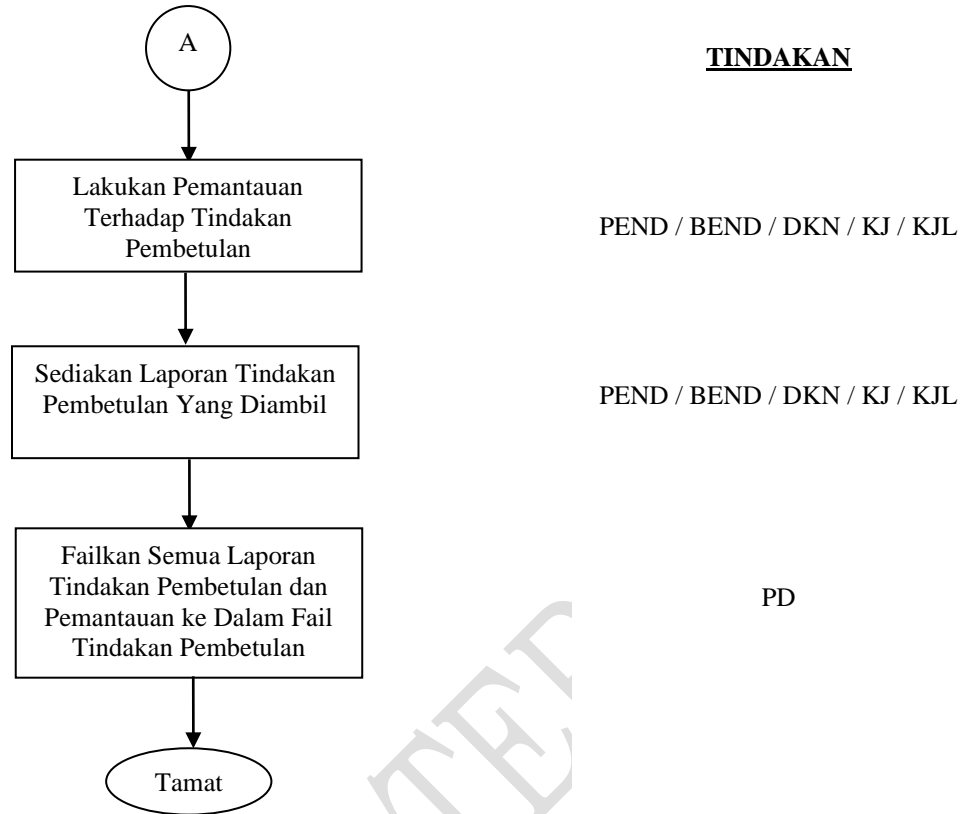 A
TINDAKAN
Lakukan Pemantauan
Terhadap Tindakan
Pembetulan
PEND / BEND / DKN / KJ / KJL
Sediakan Laporan Tindakan
Pembetulan Yang Diambil
PEND / BEND / DKN / KJ / KJL
Failkan Semua Laporan
Tindakan Pembetulan dan
Pemantauan ke Dalam Fail
Tindakan Pembetulan
PD
Tamat